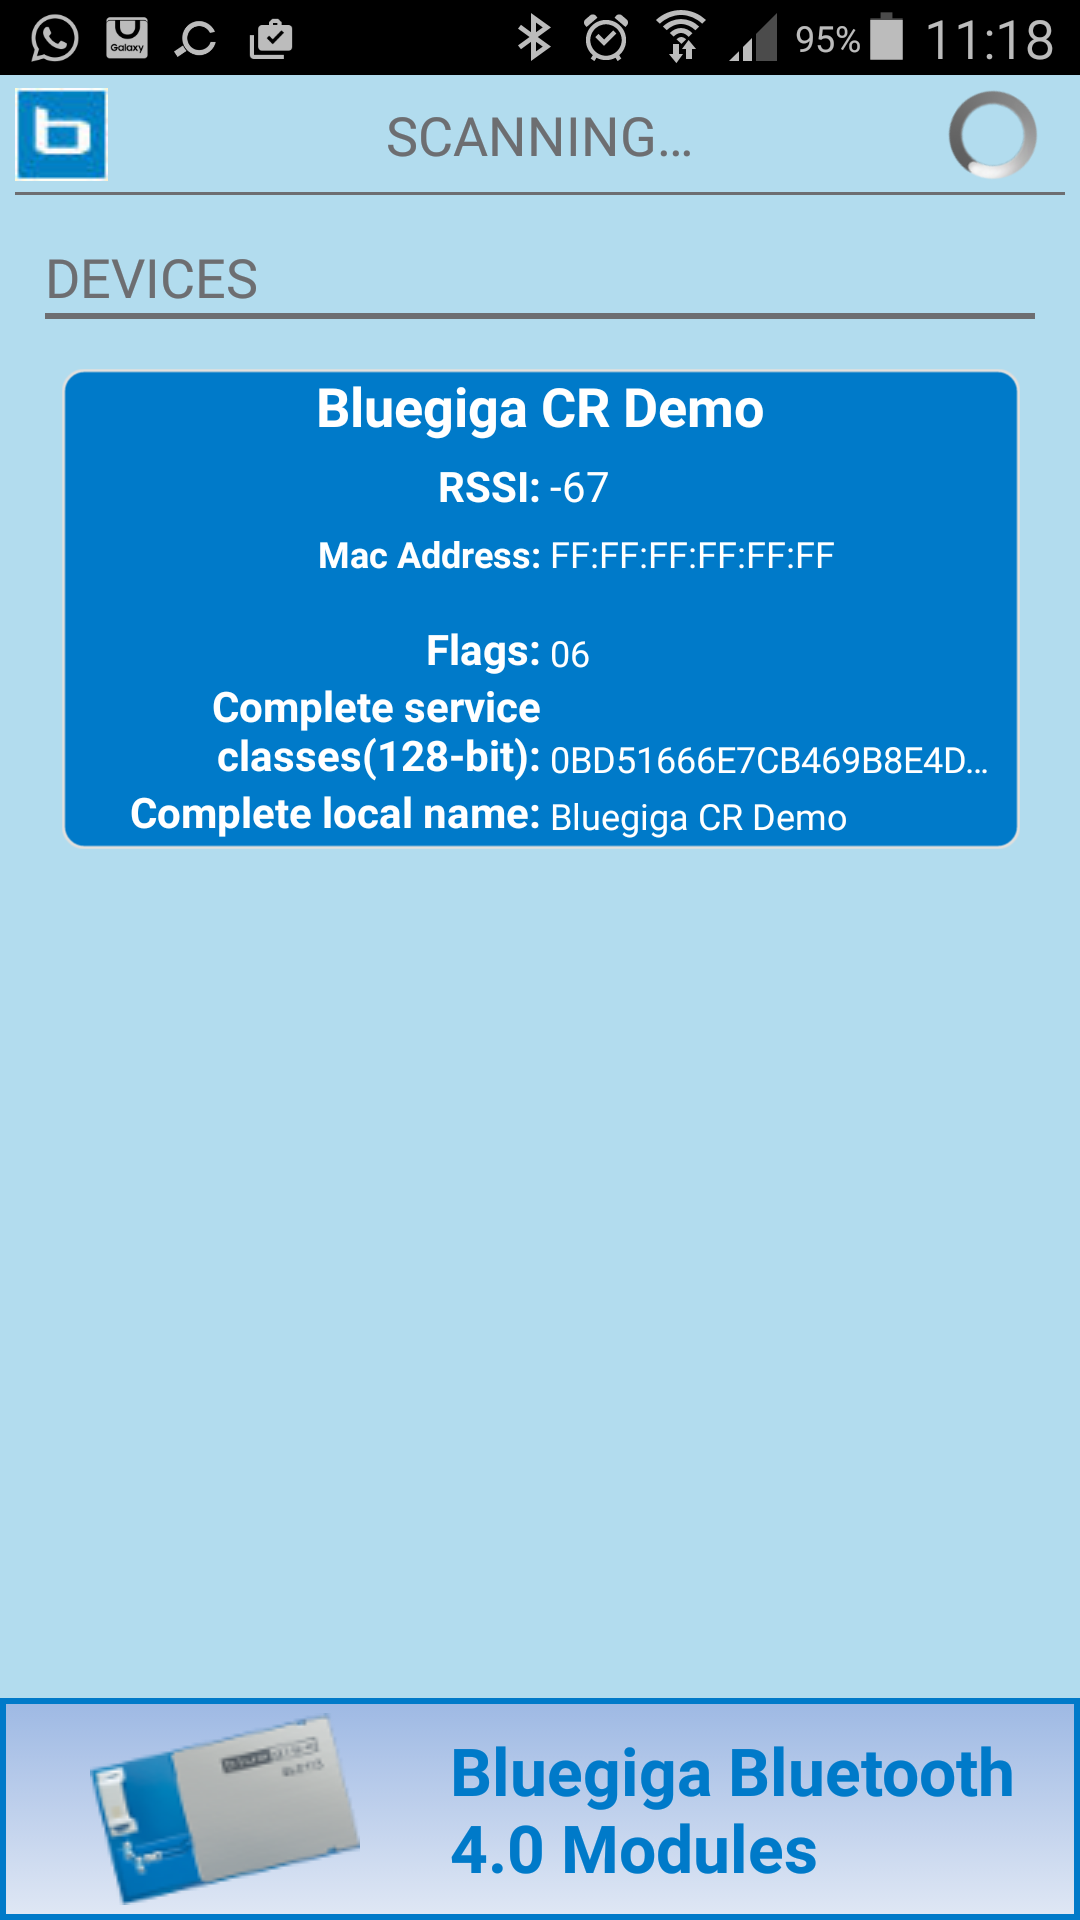 Galaxy
95% 11:18
b SCANNING...
DEVICES
Bluegiga CR Demo
RSSI: -67
Mac Address: FF:FF:FF:FF:FF:FF
Flags: 06
Complete service
classes(128-bit): 0BD51666E7CB469B8E4D...
Complete local name: Bluegiga CR Demo
Bluegiga Bluetooth
4.0 Modules